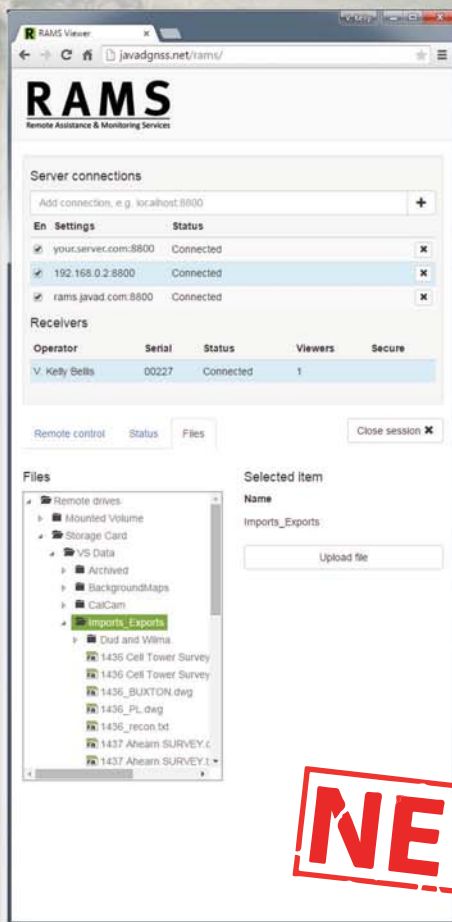 RAMS Viewer
javadgnss.net/rams/
RAMS
Remote Assistance & Monitoring Services
Server connections
Add connection, e.g. localhost:8800
En Settings Status
your.server.com:8800 Connected
192.168.0.2:8800 Connected
rams.javad.com:8800 Connected
Receivers
Operator Serial Status Viewers Secure
V. Kelly Bellis 00227 Connected 1
Remote control Status Files Close session
Files
Selected item
Remote drives
Name
Mounted Volume
Imports_Exports
Storage Card
VS Data
Upload file
Archived
BackgroundMaps
CalCam
Imports_Exports
Dud and Wilma
1436 Cell Tower Survey
1436 Cell Tower Survey
1436_BUXTON.dwg
1436_PL.dwg
1436_recon.txt
1437 Ahearn SURVEY.c
1437 Ahearn SURVEY.t
NE